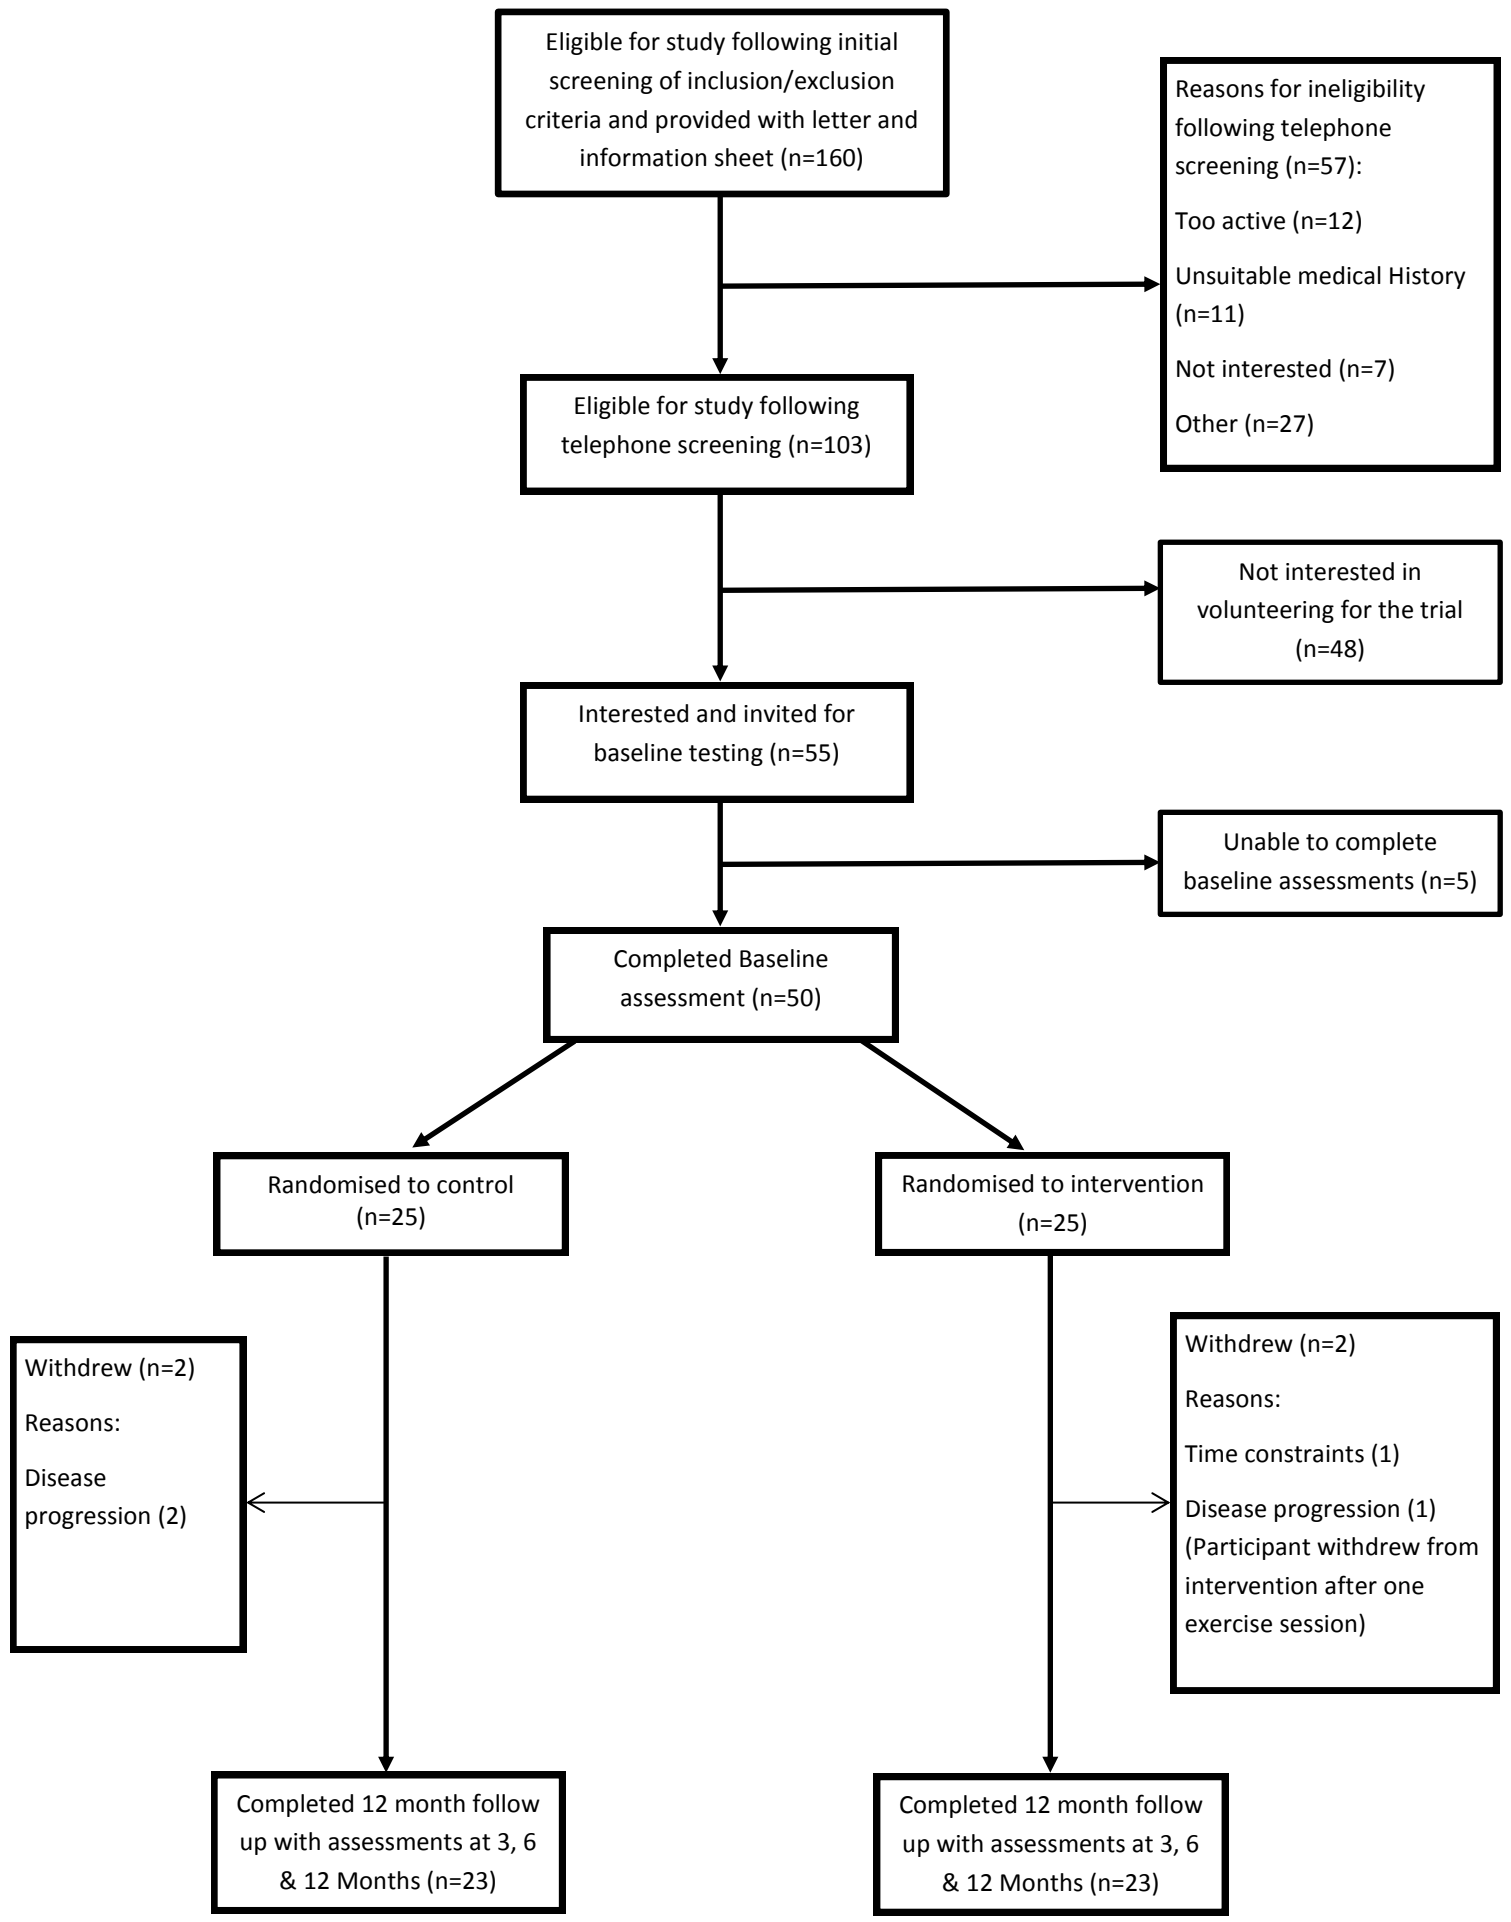 Eligible for study following initial
screening of inclusion/exclusion
criteria and provided with letter and
information sheet (n=160)
Reasons for ineligibility
following telephone
screening (n=57):
Too active (n=12)
Unsuitable medical History
(n=11)
Not interested (n=7)
Other (n=27)
Eligible for study following
telephone screening (n=103)
Not interested in
volunteering for the trial
(n=48)
Interested and invited for
baseline testing (n=55)
Unable to complete
baseline assessments (n=5)
Completed Baseline
assessment (n=50)
Randomised to control
(n=25)
Randomised to intervention
(n=25)
Withdrew (n=2)
Reasons:
Disease
progression (2)
Withdrew (n=2)
Reasons:
Time constraints (1)
Disease progression (1)
(Participant withdrew from
intervention after one
exercise session)
Completed 12 month follow
up with assessments at 3, 6
& 12 Months (n=23)
Completed 12 month follow
up with assessments at 3, 6
& 12 Months (n=23)